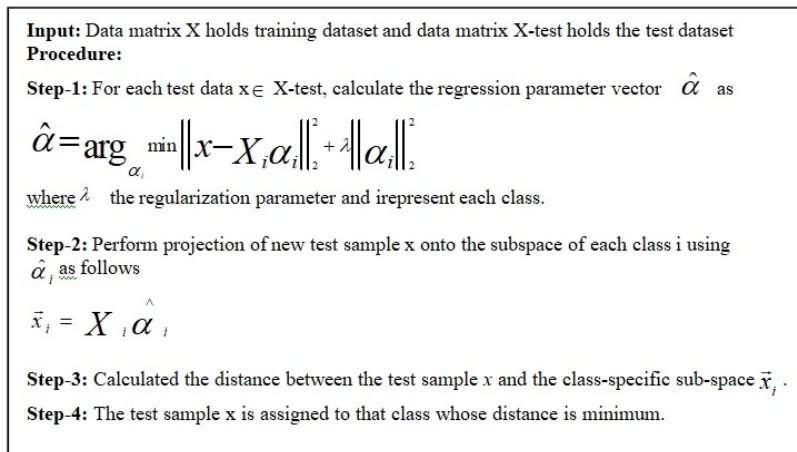 Input: Data matrix X holds training dataset and data matrix X-test holds the test dataset
Procedure:
Step-1: For each test data x∈ X-test, calculate the regression parameter vector α̂ as
α̂ = arg min_{α_i} ‖x − X_i α_i‖₂² + λ‖α_i‖₂²
where λ the regularization parameter and irepresent each class.
Step-2: Perform projection of new test sample x onto the subspace of each class i using
α̂_i as follows
x⃗_i = X_i α̂_i
Step-3: Calculated the distance between the test sample x and the class-specific sub-space x⃗_i .
Step-4: The test sample x is assigned to that class whose distance is minimum.